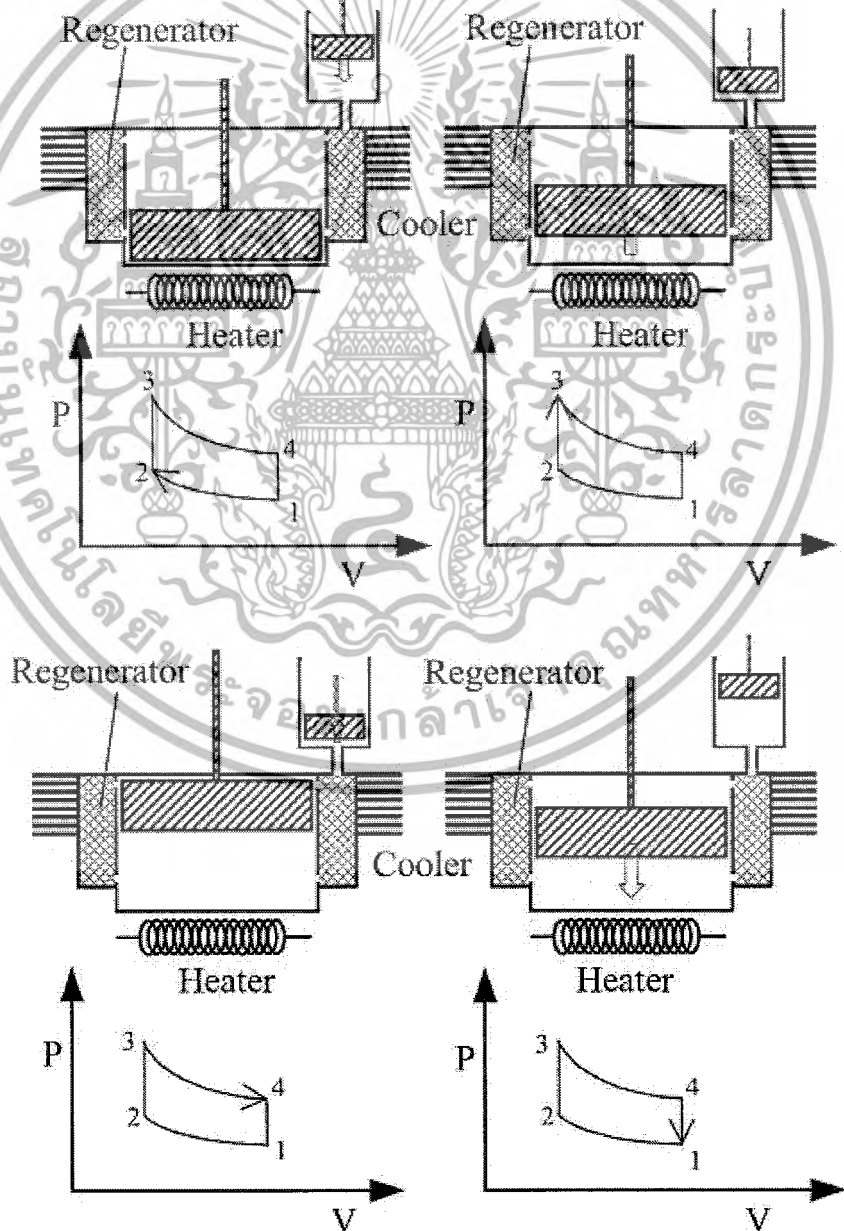 Regenerator
Regenerator
Cooler
Heater
Heater
P
3
4
2
1
V
P
3
4
2
1
V
Regenerator
Regenerator
Cooler
Heater
Heater
P
3
4
2
1
V
P
3
4
2
1
V